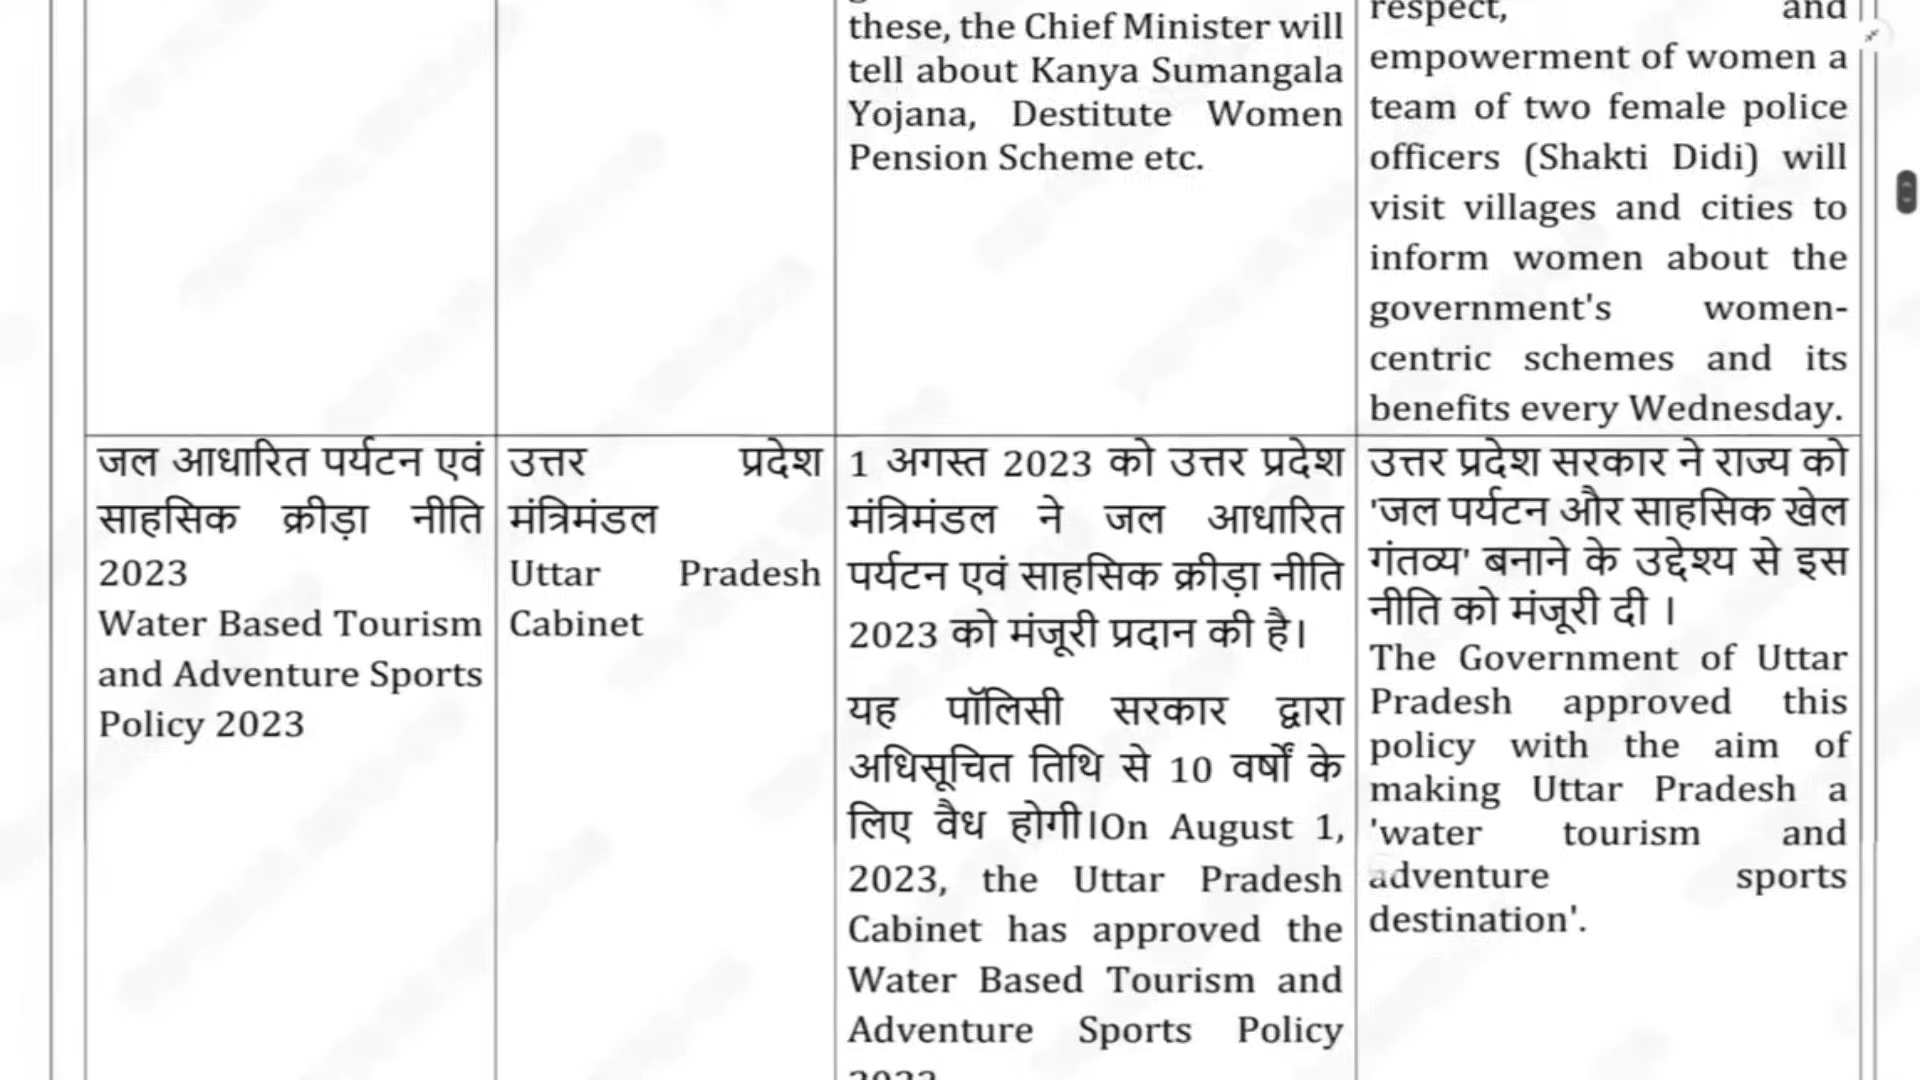 these, the Chief Minister will
tell about Kanya Sumangala
Yojana, Destitute Women
Pension Scheme etc.
respect, and
empowerment of women a
team of two female police
officers (Shakti Didi) will
visit villages and cities to
inform women about the
government's women-
centric schemes and its
benefits every Wednesday.
जल आधारित पर्यटन एवं
साहसिक क्रीड़ा नीति
2023
Water Based Tourism
and Adventure Sports
Policy 2023
उत्तर प्रदेश
मंत्रिमंडल
Uttar Pradesh
Cabinet
1 अगस्त 2023 को उत्तर प्रदेश
मंत्रिमंडल ने जल आधारित
पर्यटन एवं साहसिक क्रीड़ा नीति
2023 को मंजूरी प्रदान की है।
यह पॉलिसी सरकार द्वारा
अधिसूचित तिथि से 10 वर्षों के
लिए वैध होगी।On August 1,
2023, the Uttar Pradesh
Cabinet has approved the
Water Based Tourism and
Adventure Sports Policy
उत्तर प्रदेश सरकार ने राज्य को
'जल पर्यटन और साहसिक खेल
गंतव्य' बनाने के उद्देश्य से इस
नीति को मंजूरी दी ।
The Government of Uttar
Pradesh approved this
policy with the aim of
making Uttar Pradesh a
'water tourism and
adventure sports
destination'.